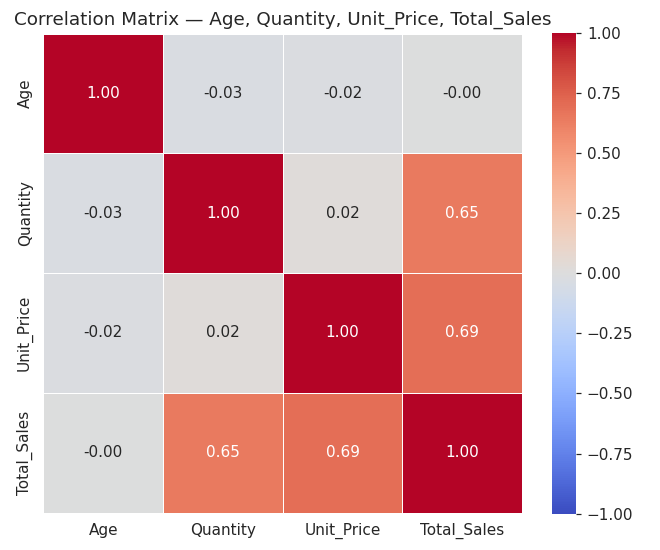 Correlation Matrix — Age, Quantity, Unit_Price, Total_Sales
Age 1.00 -0.03 -0.02 -0.00
Quantity -0.03 1.00 0.02 0.65
Unit_Price -0.02 0.02 1.00 0.69
Total_Sales -0.00 0.65 0.69 1.00
Age Quantity Unit_Price Total_Sales
1.00
0.75
0.50
0.25
0.00
−0.25
−0.50
−0.75
−1.00